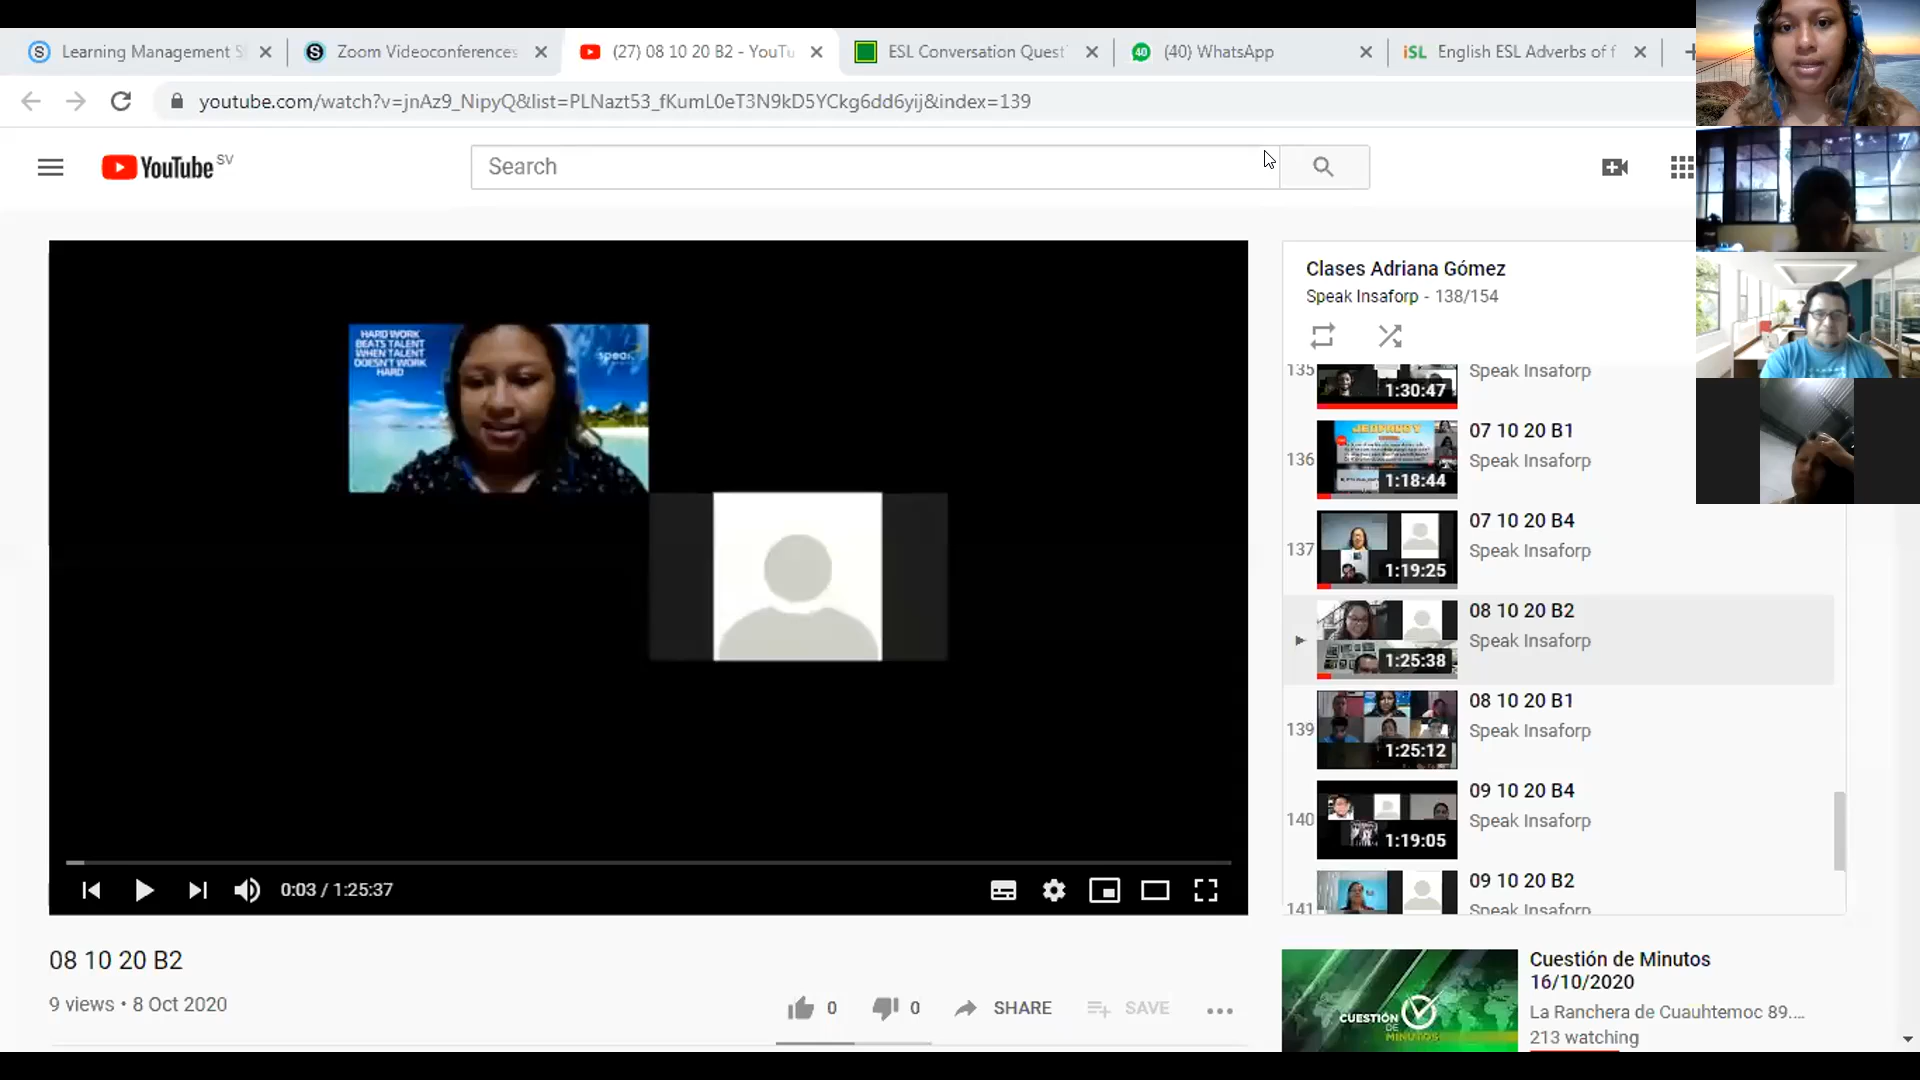 Learning Management S
Zoom Videoconferences
(27) 08 10 20 B2 - YouTu
ESL Conversation Quest
40
(40) WhatsApp
iSL
English ESL Adverbs of f
youtube.com/watch?v=jnAz9_NipyQ&list=PLNazt53_fKumL0eT3N9kD5YCkg6dd6yij&index=139
YouTube SV
Search
HARD WORK
BEATS TALENT
WHEN TALENT
DOESN'T WORK
HARD
speak
0:03 / 1:25:37
08 10 20 B2
9 views • 8 Oct 2020
0
0
SHARE
SAVE
Clases Adriana Gómez
Speak Insaforp - 138/154
135
1:30:47
Speak Insaforp
136
JEOPARDY
1:18:44
07 10 20 B1
Speak Insaforp
137
1:19:25
07 10 20 B4
Speak Insaforp
1:25:38
08 10 20 B2
Speak Insaforp
139
1:25:12
08 10 20 B1
Speak Insaforp
140
1:19:05
09 10 20 B4
Speak Insaforp
141
09 10 20 B2
Speak Insaforp
CUESTIÓN
DE
MINUTOS
Cuestión de Minutos
16/10/2020
La Ranchera de Cuauhtemoc 89....
213 watching